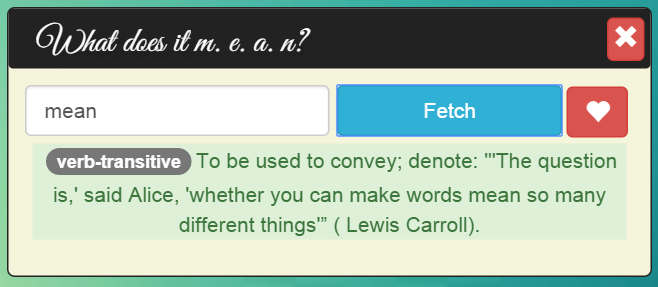 What does it m. e. a. n?
mean
Fetch
verb-transitive To be used to convey; denote: "'The question
is,' said Alice, 'whether you can make words mean so many
different things'” ( Lewis Carroll).